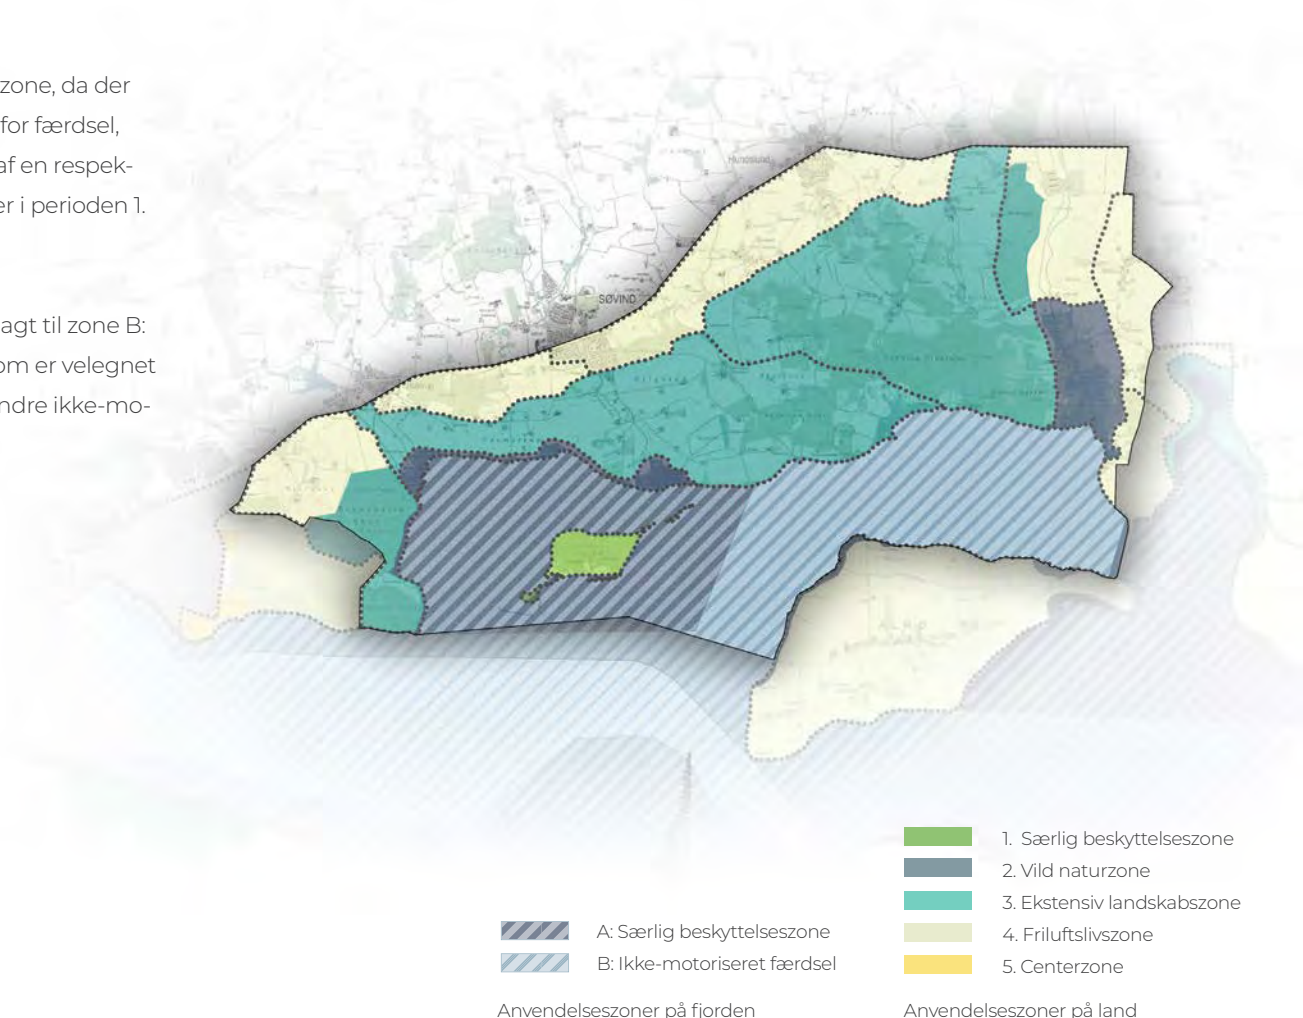 zone, da der
for færdsel,
af en respek-
er i perioden 1.
agt til zone B:
om er velegnet
ndre ikke-mo-
Hundslund
SØVIND
1. Særlig beskyttelseszone
2. Vild naturzone
3. Ekstensiv landskabszone
4. Friluftslivszone
5. Centerzone
Anvendelseszoner på land
A: Særlig beskyttelseszone
B: Ikke-motoriseret færdsel
Anvendelseszoner på fjorden